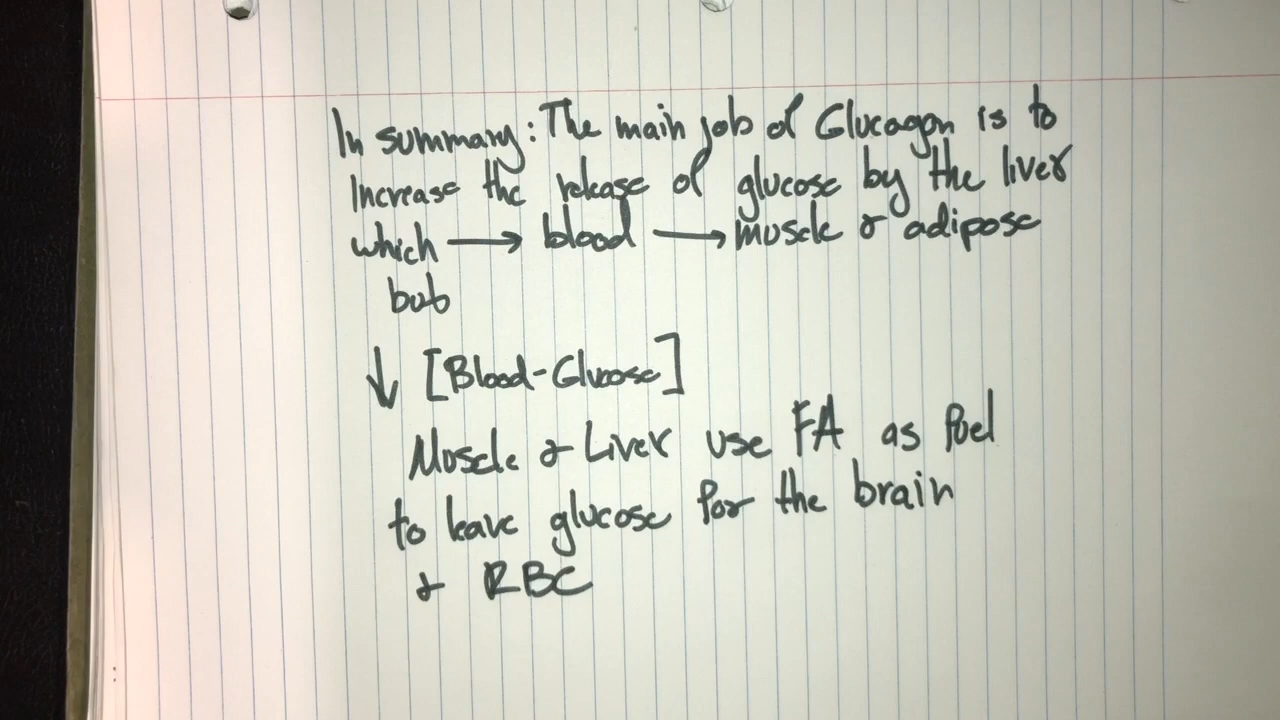 In summary: The main job of Glucagon is to
Increase the release of glucose by the liver
which → blood → muscle & adipose
but
↓ [Blood-Glucose]
Muscle & Liver use FA as fuel
to leave glucose for the brain
& RBC